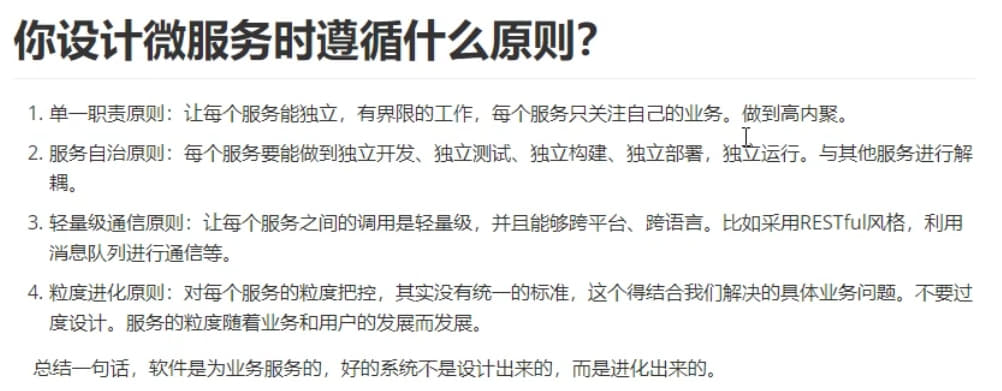 你设计微服务时遵循什么原则？
1. 单一职责原则：让每个服务能独立，有界限的工作，每个服务只关注自己的业务。做到高内聚。
2. 服务自治原则：每个服务要能做到独立开发、独立测试、独立构建、独立部署，独立运行。与其他服务进行解
耦。
3. 轻量级通信原则：让每个服务之间的调用是轻量级，并且能够跨平台、跨语言。比如采用RESTful风格，利用
消息队列进行通信等。
4. 粒度进化原则：对每个服务的粒度把控，其实没有统一的标准，这个得结合我们解决的具体业务问题。不要过
度设计。服务的粒度随着业务和用户的发展而发展。
总结一句话，软件是为业务服务的，好的系统不是设计出来的，而是进化出来的。